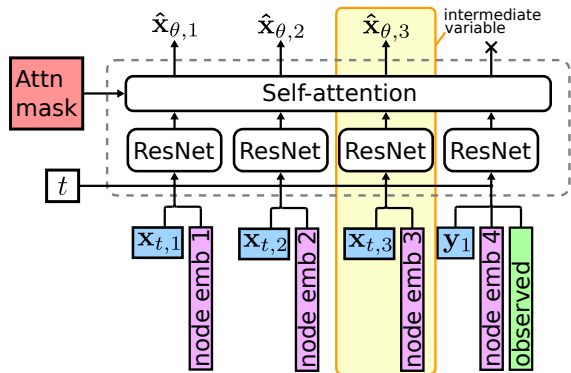 x̂θ,1
x̂θ,2
x̂θ,3
intermediate
variable
Attn
mask
Self-attention
ResNet
ResNet
ResNet
ResNet
t
xt,1
node emb 1
xt,2
node emb 2
xt,3
node emb 3
y1
node emb 4
observed